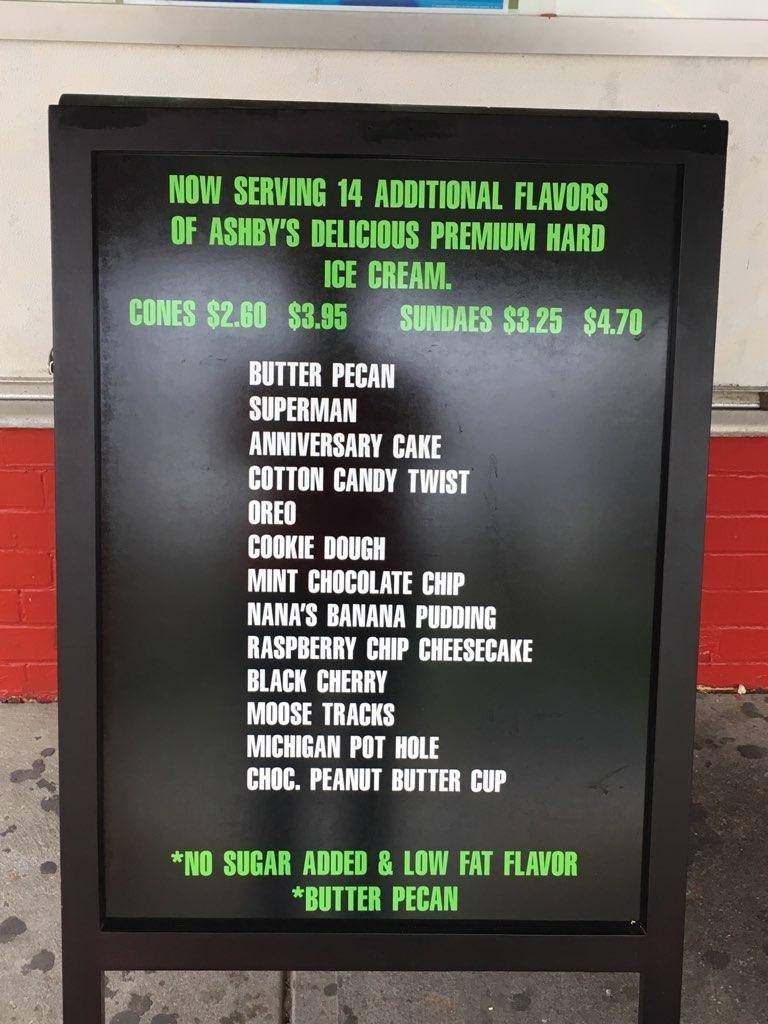 NOW SERVING 14 ADDITIONAL FLAVORS
OF ASHBY'S DELICIOUS PREMIUM HARD
ICE CREAM.
CONES $2.60 $3.95 SUNDAES $3.25 $4.70
BUTTER PECAN
SUPERMAN
ANNIVERSARY CAKE
COTTON CANDY TWIST
OREO
COOKIE DOUGH
MINT CHOCOLATE CHIP
NANA'S BANANA PUDDING
RASPBERRY CHIP CHEESECAKE
BLACK CHERRY
MOOSE TRACKS
MICHIGAN POT HOLE
CHOC. PEANUT BUTTER CUP
*NO SUGAR ADDED & LOW FAT FLAVOR
*BUTTER PECAN